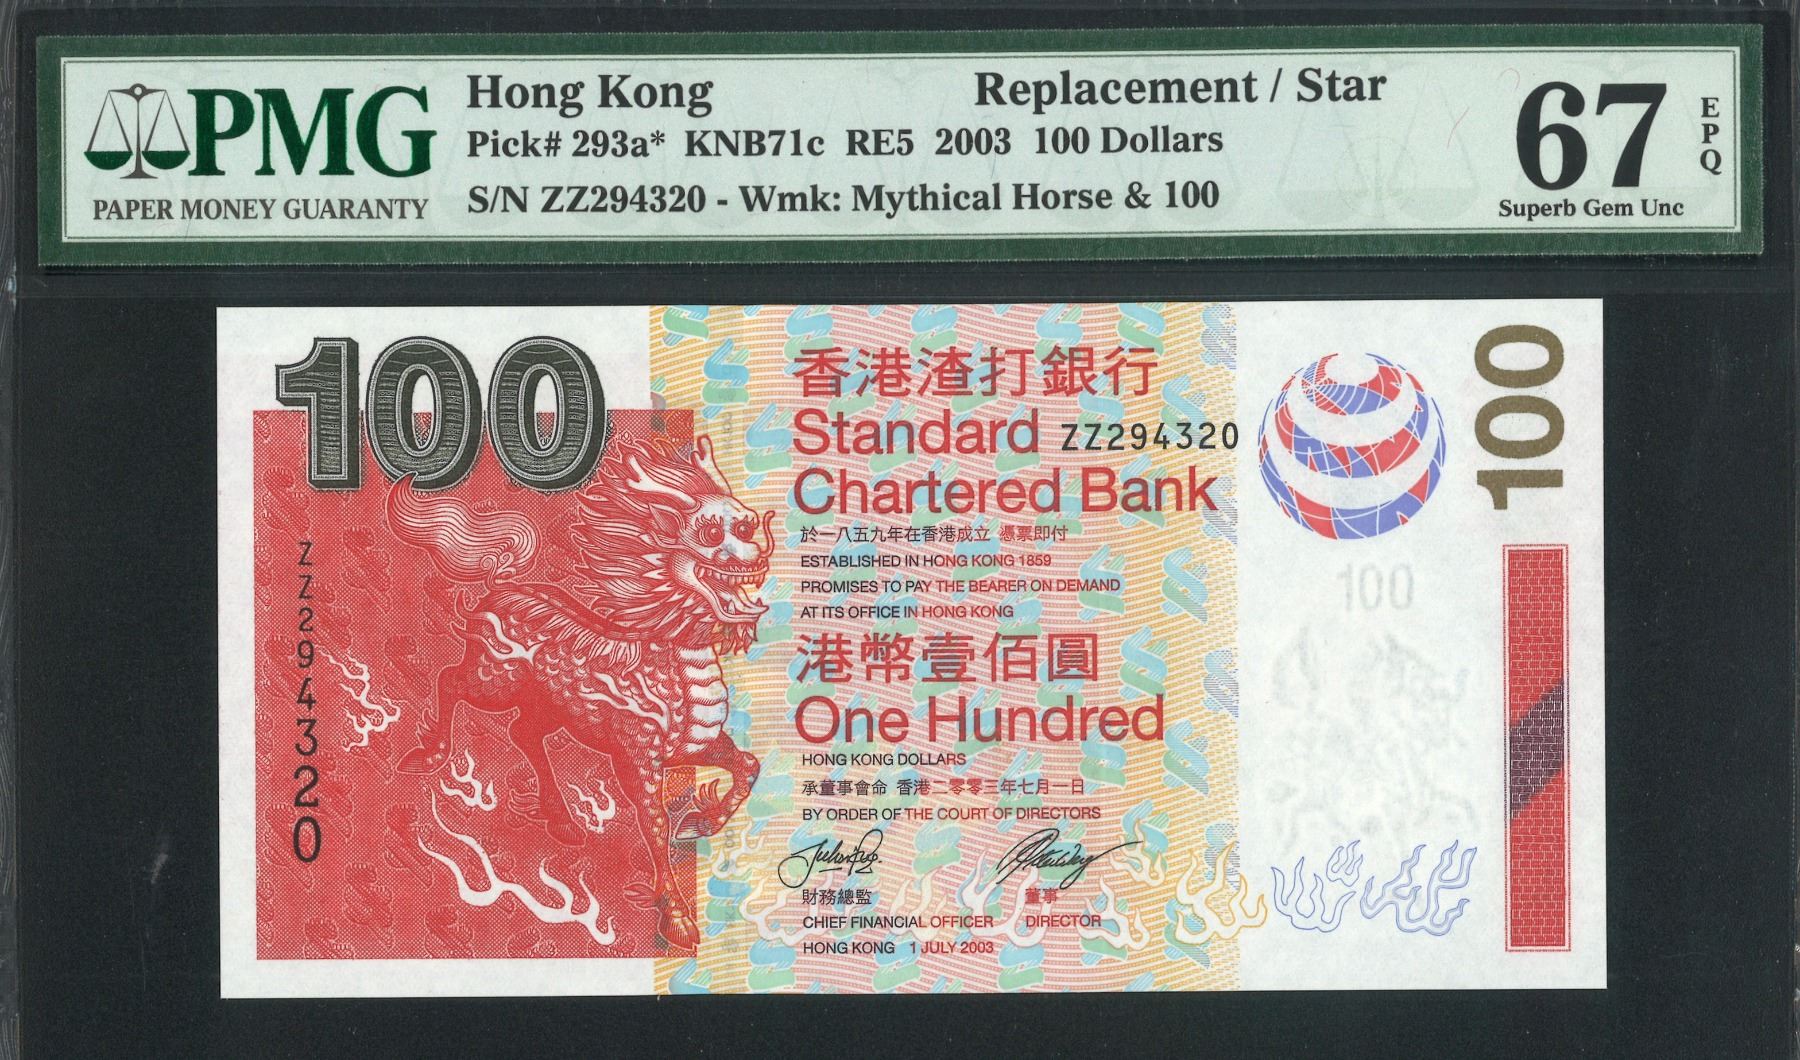 PMG
PAPER MONEY GUARANTY
Hong Kong Replacement / Star
Pick# 293a* KNB71c RE5 2003 100 Dollars
S/N ZZ294320 - Wmk: Mythical Horse & 100
67
EPQ
Superb Gem Unc
100
ZZ294320
香港渣打銀行
Standard ZZ294320
Chartered Bank
於一八五九年在香港成立 憑票即付
ESTABLISHED IN HONG KONG 1859
PROMISES TO PAY THE BEARER ON DEMAND
AT ITS OFFICE IN HONG KONG
港幣壹佰圓
One Hundred
HONG KONG DOLLARS
承董事會命 香港二零零三年七月一日
BY ORDER OF THE COURT OF DIRECTORS
財務總監 董事
CHIEF FINANCIAL OFFICER DIRECTOR
HONG KONG 1 JULY 2003
100
100